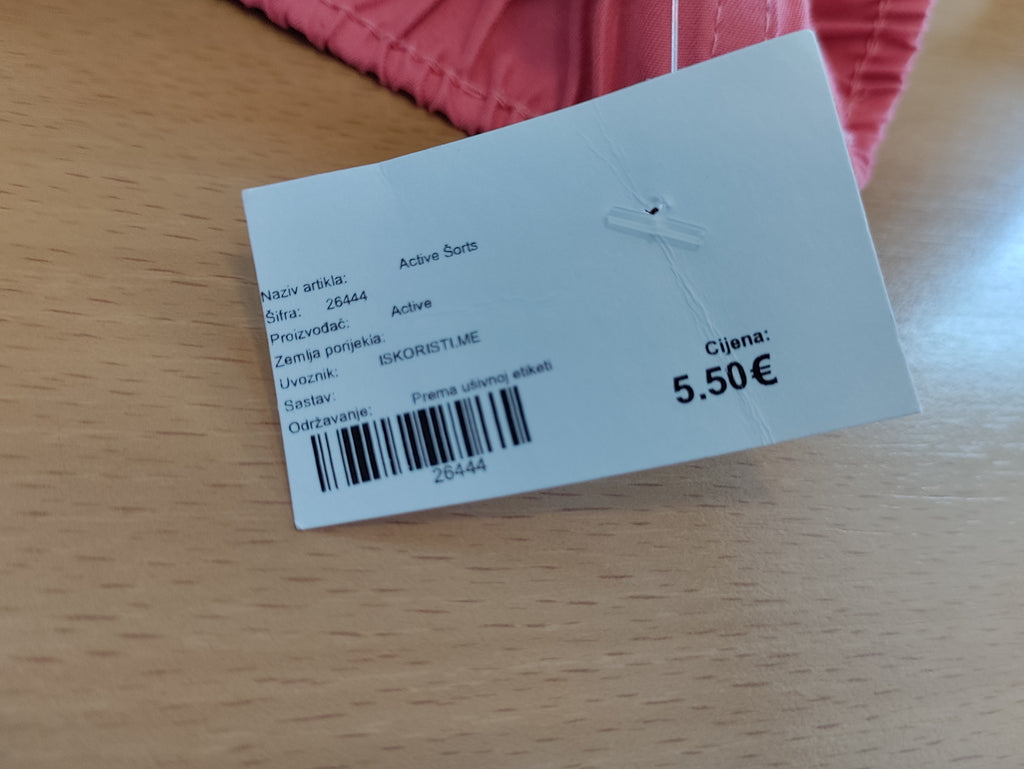 Naziv artikla: Active Šorts
Šifra: 26444
Proizvođač: Active
Zemlja porijekla:
Uvoznik: ISKORISTI.ME
Sastav:
Održavanje: Prema ušivnoj etiketi
26444
Cijena:
5.50€